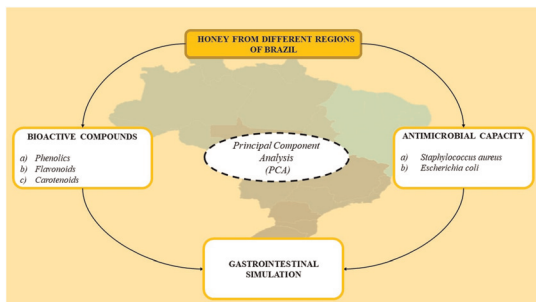 HONEY FROM DIFFERENT REGIONS
OF BRAZIL
BIOACTIVE COMPOUNDS
a) Phenolics
b) Flavonoids
c) Carotenoids
Principal Component
Analysis
(PCA)
ANTIMICROBIAL CAPACITY
a) Staphylococcus aureus
b) Escherichia coli
GASTROINTESTINAL
SIMULATION